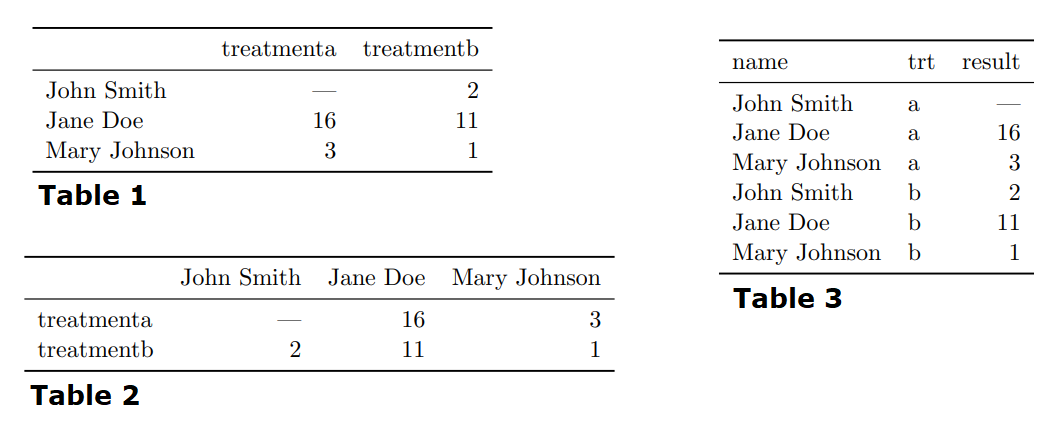 treatmenta treatmentb
John Smith — 2
Jane Doe 16 11
Mary Johnson 3 1
Table 1
John Smith Jane Doe Mary Johnson
treatmenta — 16 3
treatmentb 2 11 1
Table 2
name trt result
John Smith a —
Jane Doe a 16
Mary Johnson a 3
John Smith b 2
Jane Doe b 11
Mary Johnson b 1
Table 3